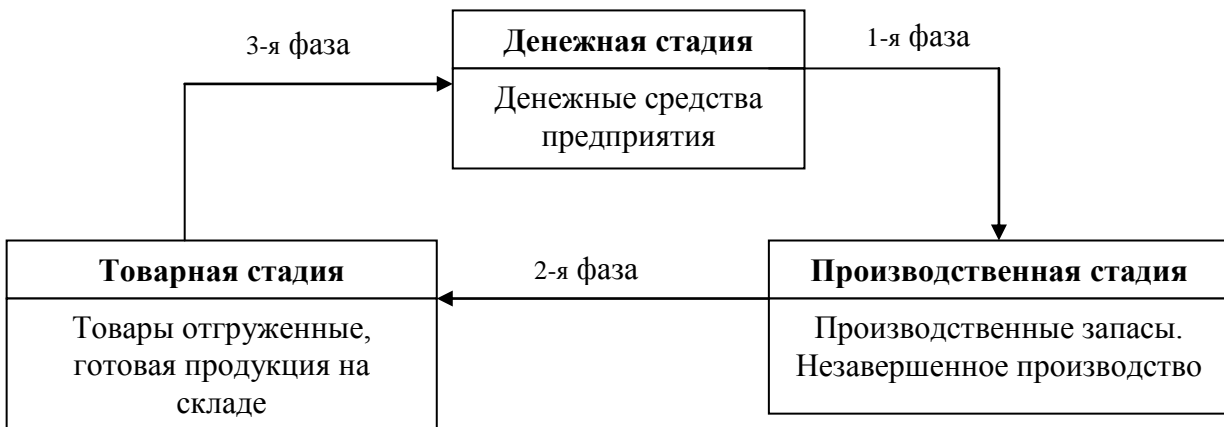 3-я фаза
Денежная стадия
1-я фаза
Денежные средства
предприятия
Товарная стадия
2-я фаза
Производственная стадия
Товары отгруженные,
готовая продукция на
складе
Производственные запасы.
Незавершенное производство